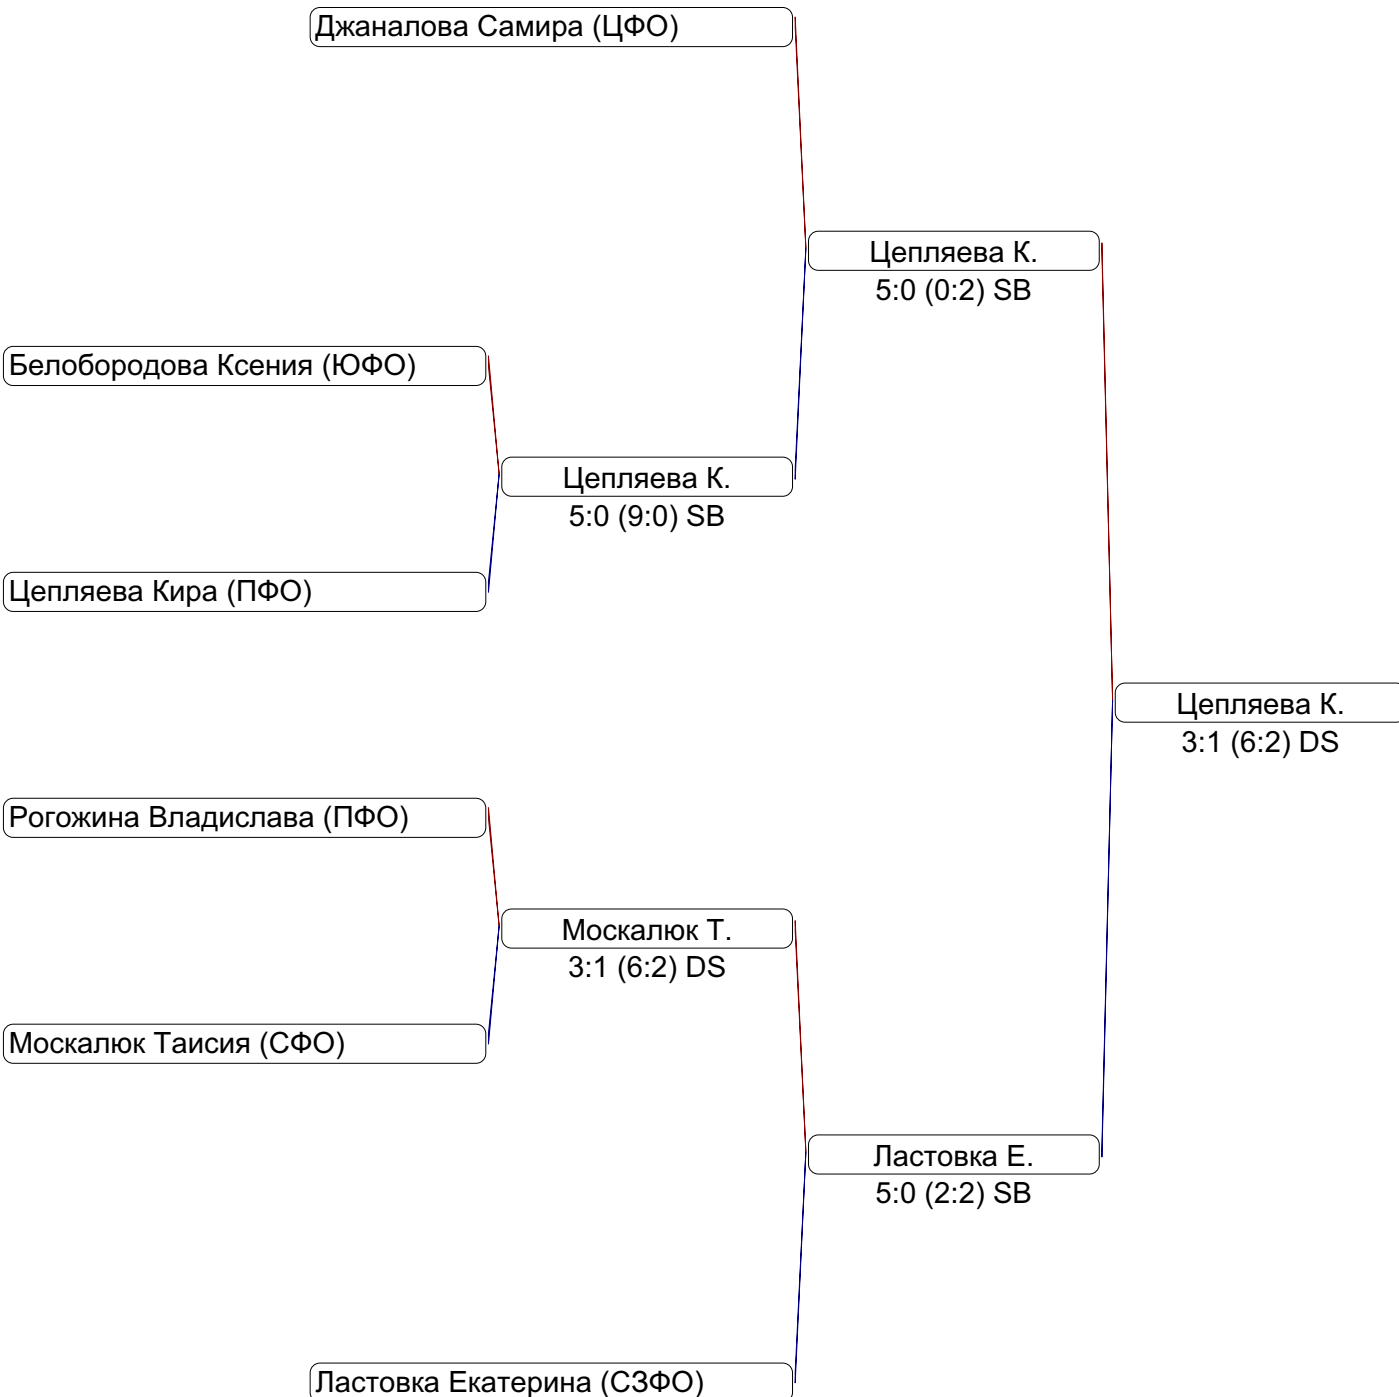 Джаналова Самира (ЦФО)
Цепляева К.
5:0 (0:2) SB
Белобородова Ксения (ЮФО)
Цепляева К.
5:0 (9:0) SB
Цепляева Кира (ПФО)
Цепляева К.
3:1 (6:2) DS
Рогожина Владислава (ПФО)
Москалюк Т.
3:1 (6:2) DS
Москалюк Таисия (СФО)
Ластовка Е.
5:0 (2:2) SB
Ластовка Екатерина (СЗФО)